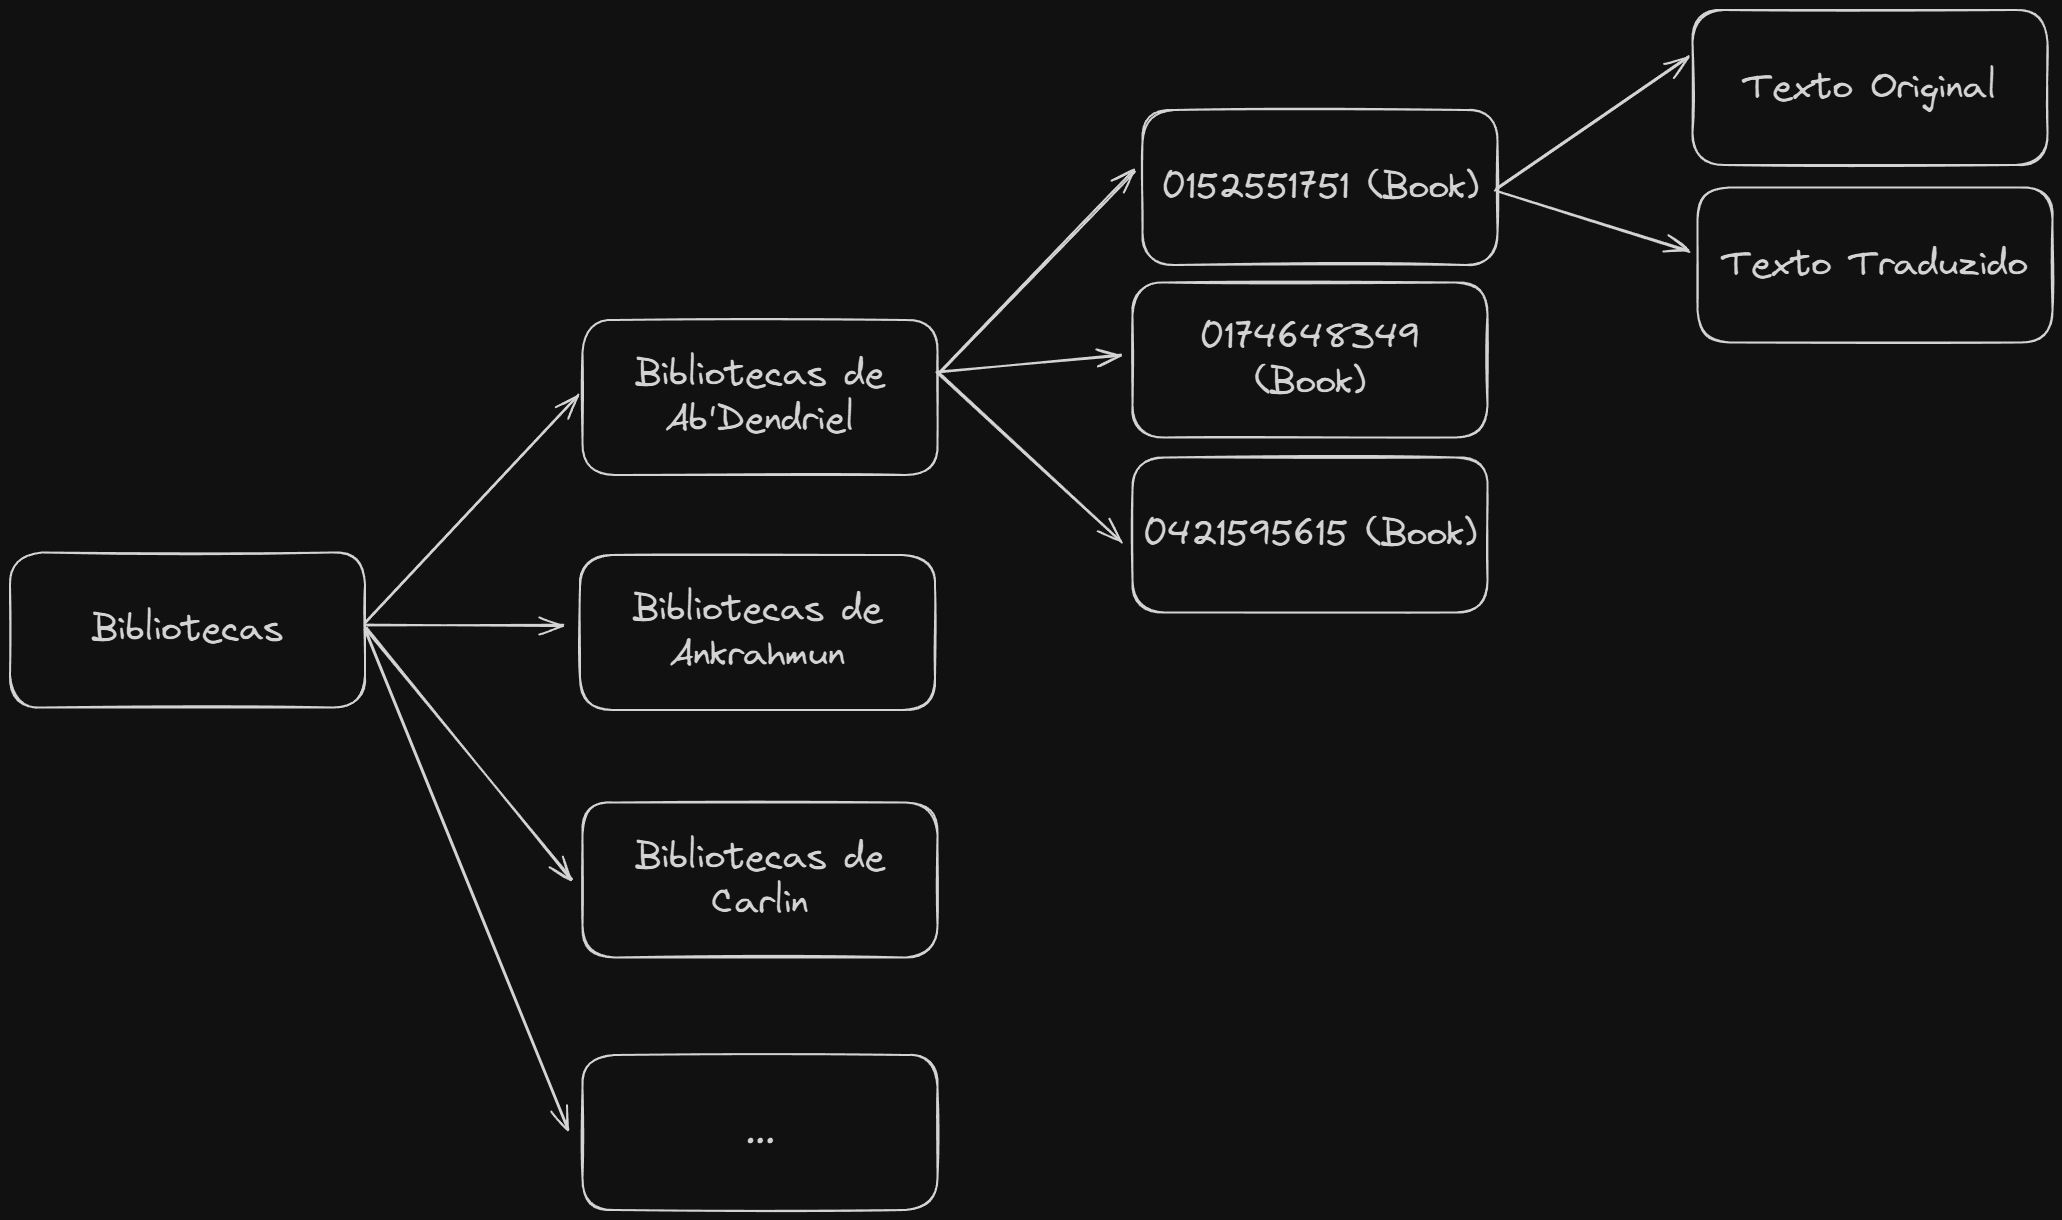 Texto Original
0152551751 (Book)
Texto Traduzido
0174648349
(Book)
Bibliotecas de
Ab'Dendriel
0421595615 (Book)
Bibliotecas
Bibliotecas de
Ankrahmun
Bibliotecas de
Carlin
...